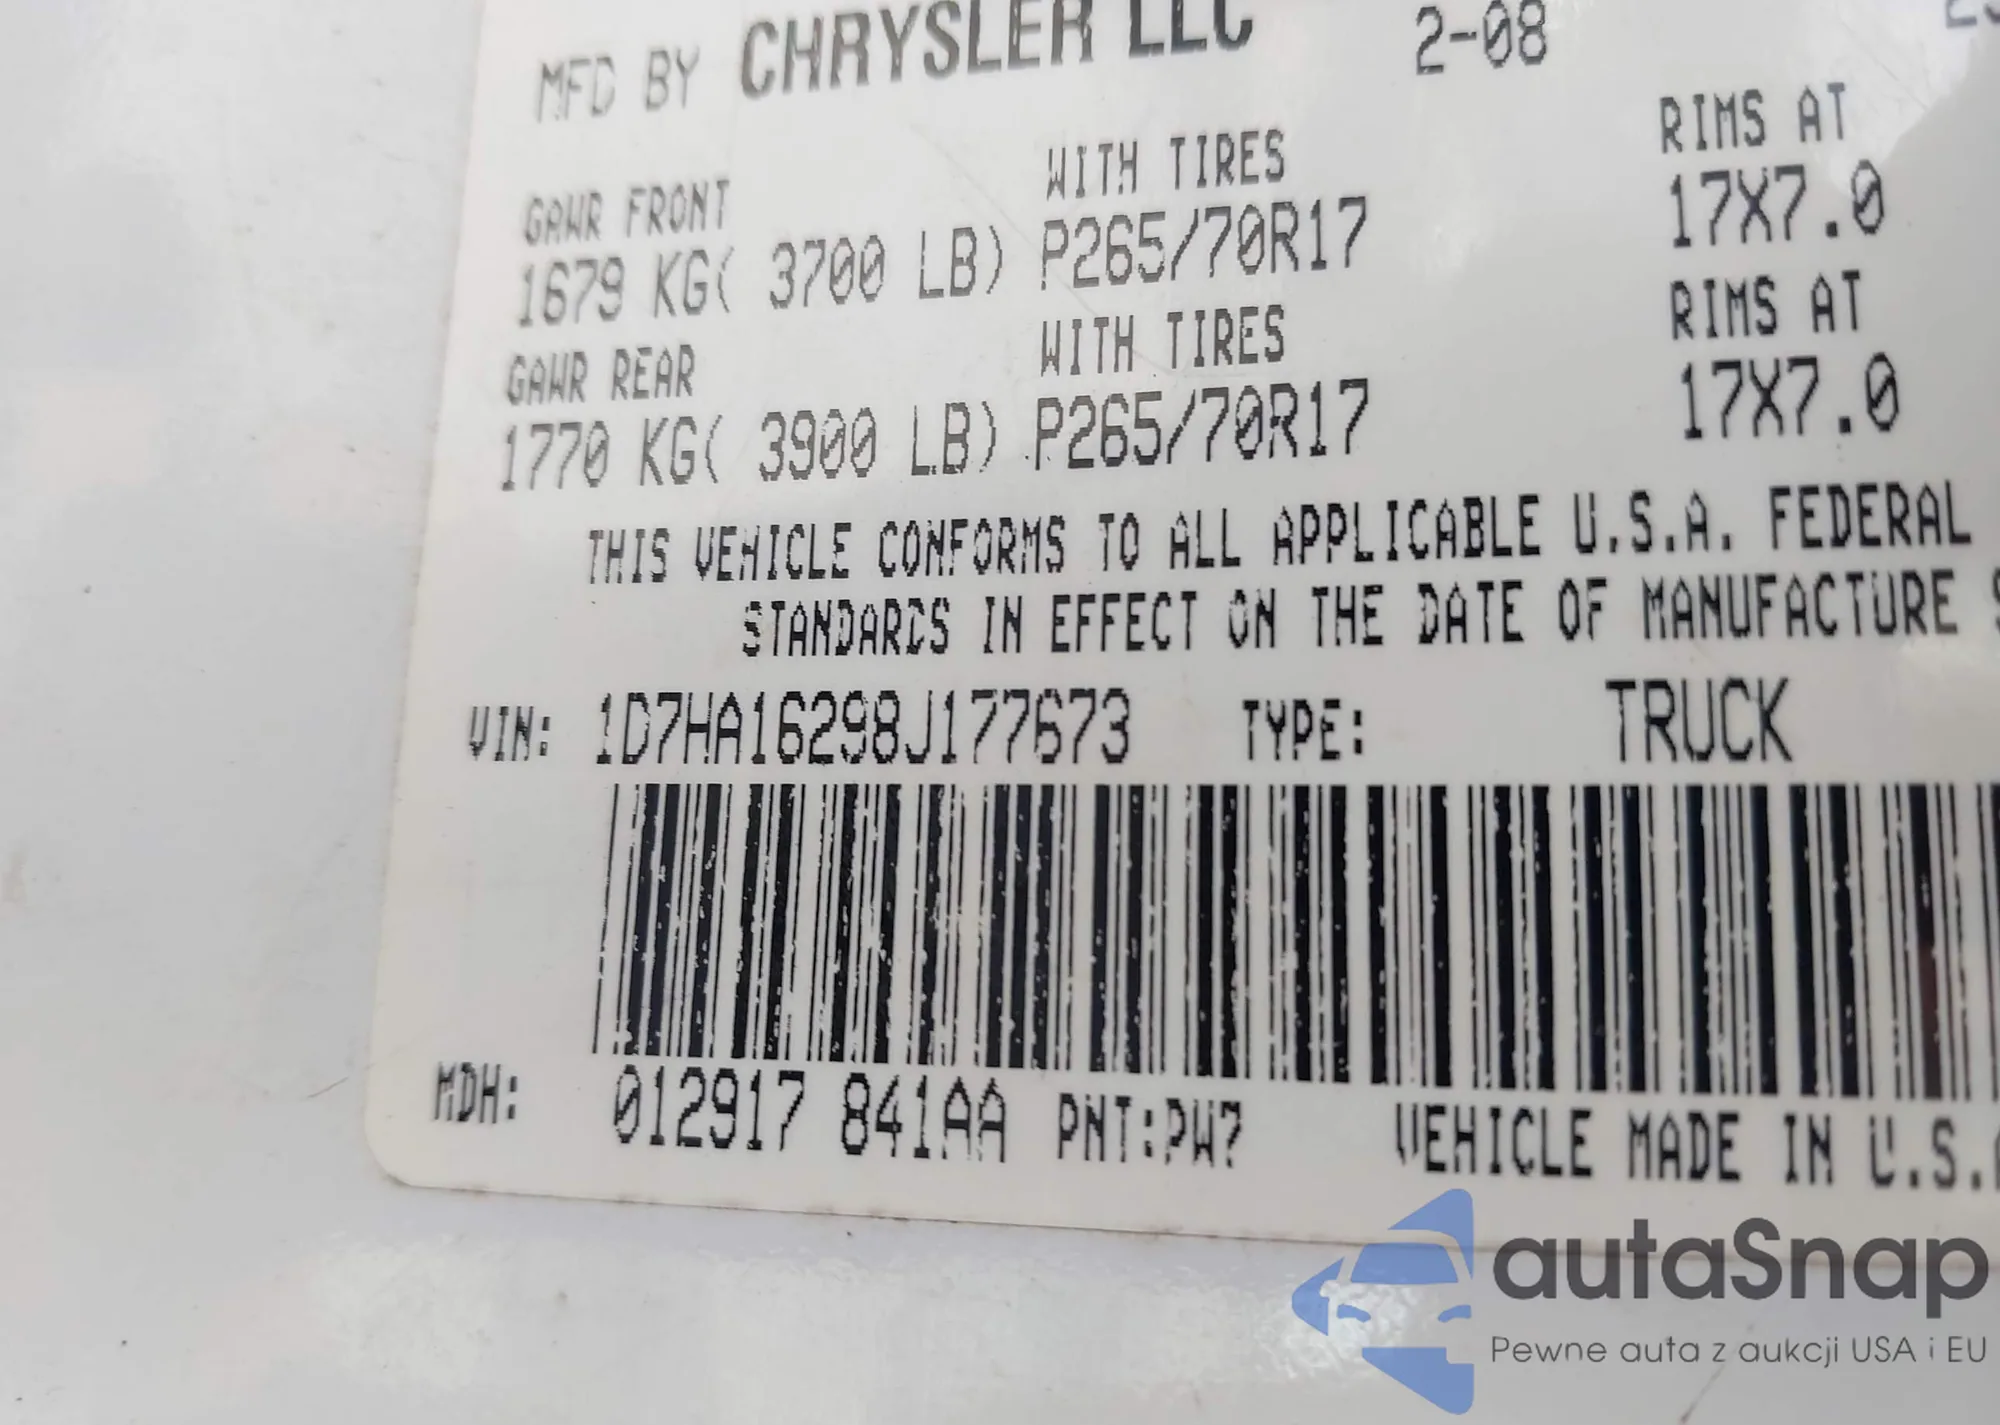 MFD BY CHRYSLER LLC 2-08
GAWR FRONT WITH TIRES RIMS AT
1679 KG( 3700 LB) P265/70R17 17X7.0
GAWR REAR WITH TIRES RIMS AT
1770 KG( 3900 LB) P265/70R17 17X7.0
THIS VEHICLE CONFORMS TO ALL APPLICABLE U.S.A. FEDERAL
STANDARDS IN EFFECT ON THE DATE OF MANUFACTURE
VIN: 1D7HA16298J177673 TYPE: TRUCK
MDH: 012917 841AA PNT:PW7 VEHICLE MADE IN U.S.
autaSnap
Pewne auta z aukcji USA i EU